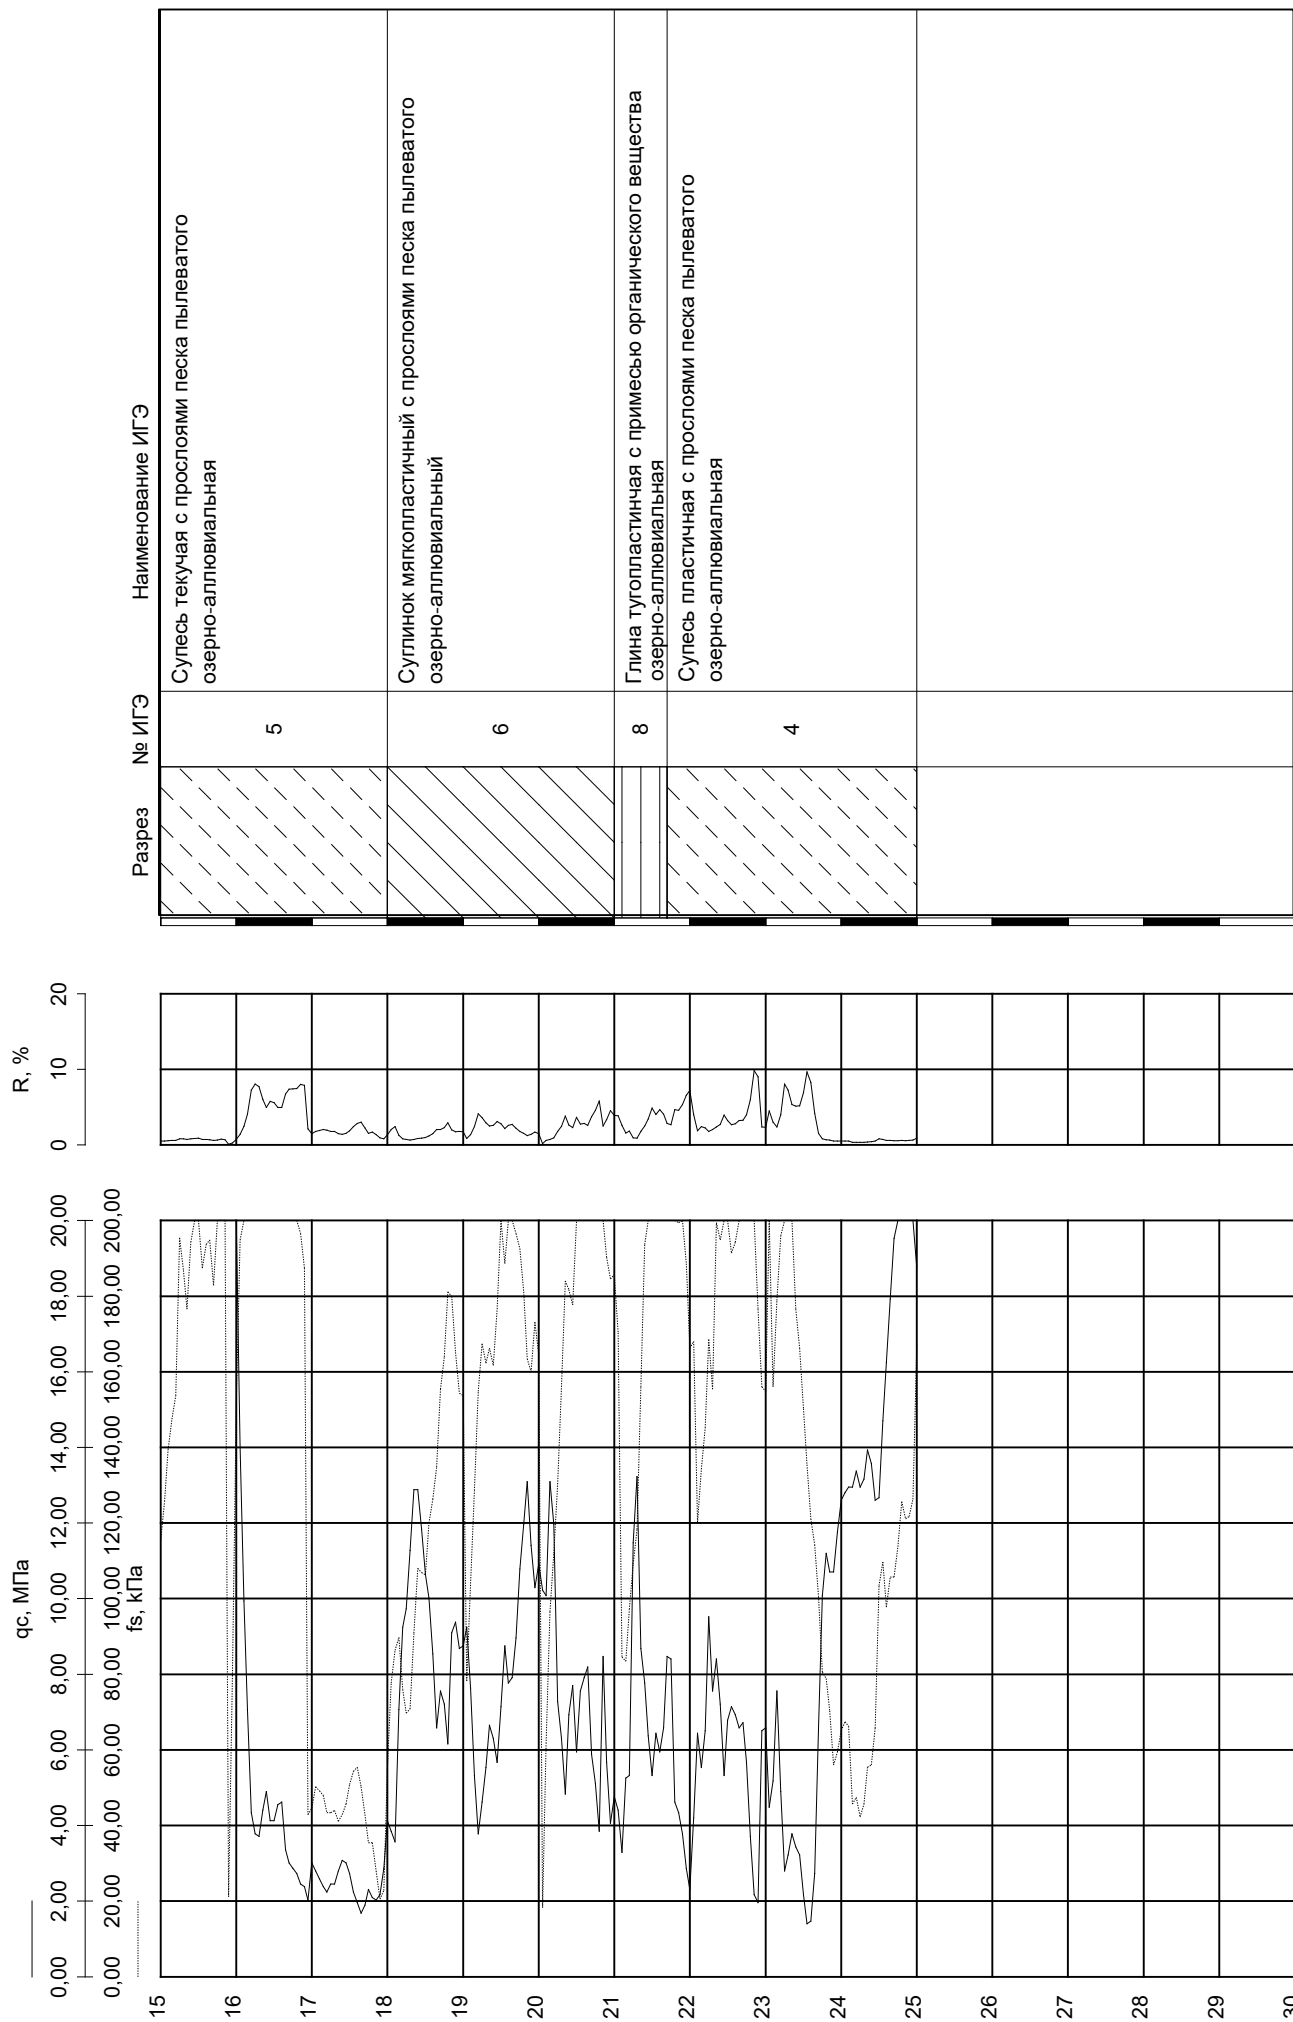 qc, МПа
0,00 2,00 4,00 6,00 8,00 10,00 12,00 14,00 16,00 18,00 20,00
0,00 20,00 40,00 60,00 80,00 100,00 120,00 140,00 160,00 180,00 200,00
fs, кПа
R, %
0 10 20
Разрез
№ ИГЭ
Наименование ИГЭ
15
16
17
18
19
20
21
22
23
24
25
26
27
28
29
30
5
Супесь текучая с прослоями песка пылеватого
озерно-аллювиальная
6
Суглинок мягкопластичный с прослоями песка пылеватого
озерно-аллювиальный
8
Глина тугопластинчая с примесью органического вещества
озерно-аллювиальная
4
Супесь пластичная с прослоями песка пылеватого
озерно-аллювиальная